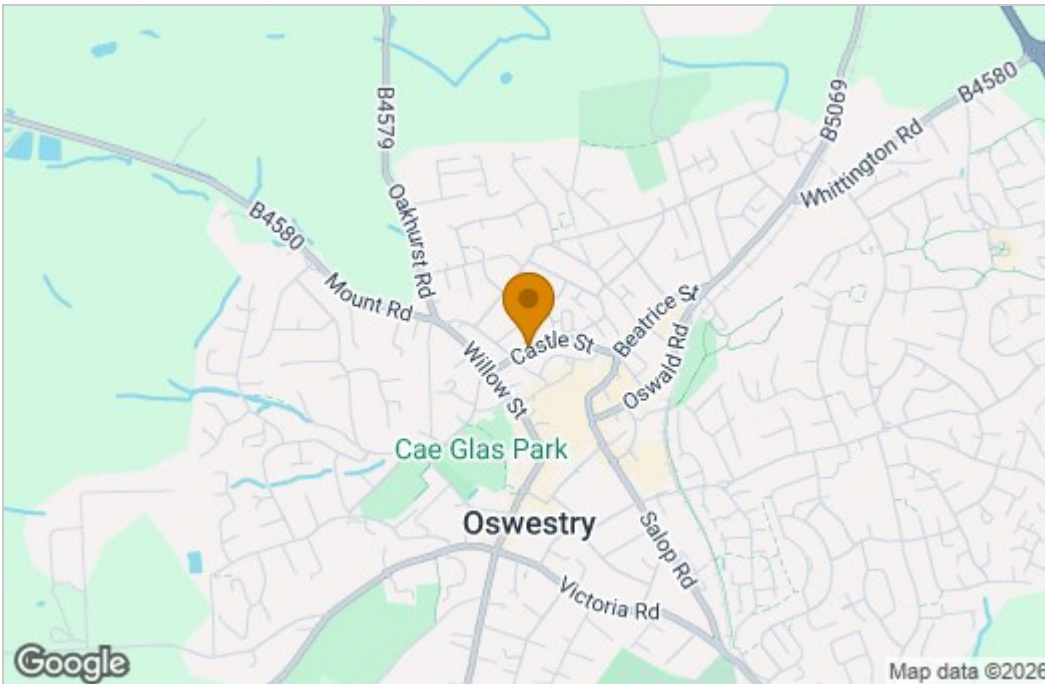 B4580
B4579
B5069
Whittington Rd
B4580
Oakhurst Rd
Mount Rd
Castle St
Beatrice St
Willow St
Oswald Rd
Cae Glas Park
Oswestry
Salop Rd
Victoria Rd
Google
Map data ©2026